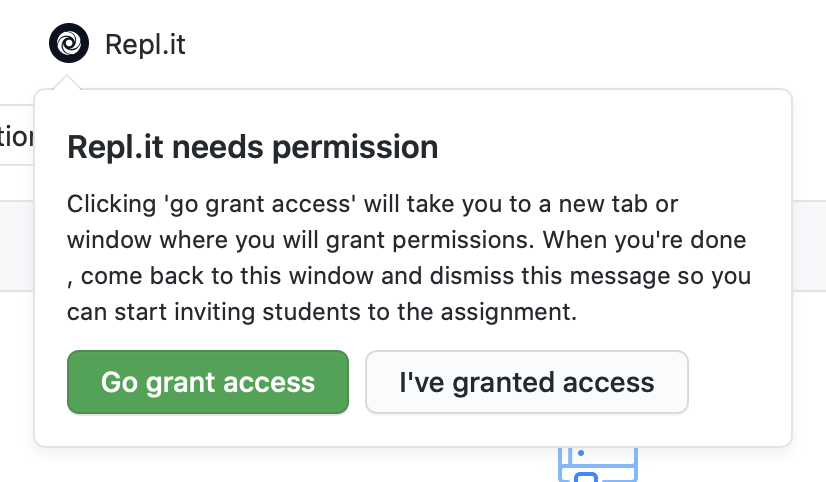 Repl.it
tion
Repl.it needs permission
Clicking 'go grant access' will take you to a new tab or
window where you will grant permissions. When you're done
, come back to this window and dismiss this message so you
can start inviting students to the assignment.
Go grant access
I've granted access